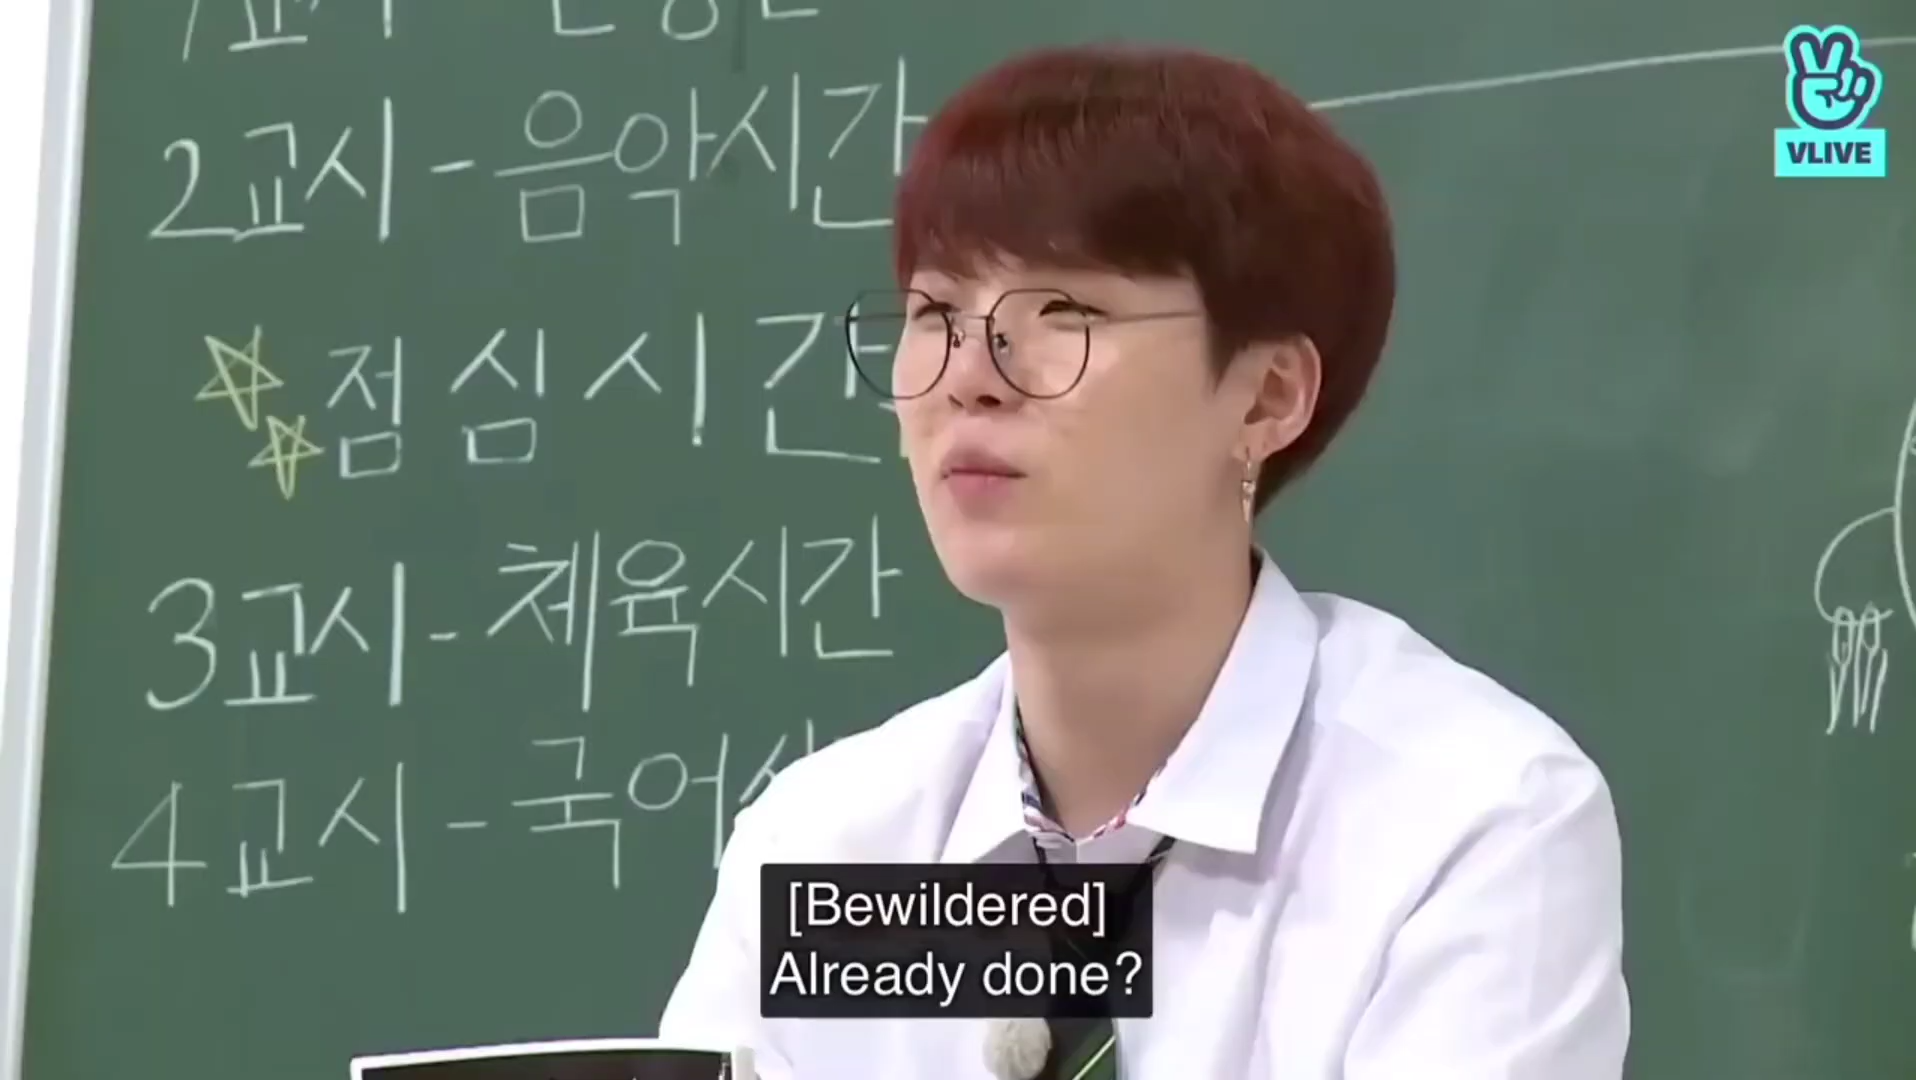 2교시 - 음악시간
VLIVE
점심시간
3교시 - 체육시간
4교시 - 국어시
[Bewildered]
Already done?